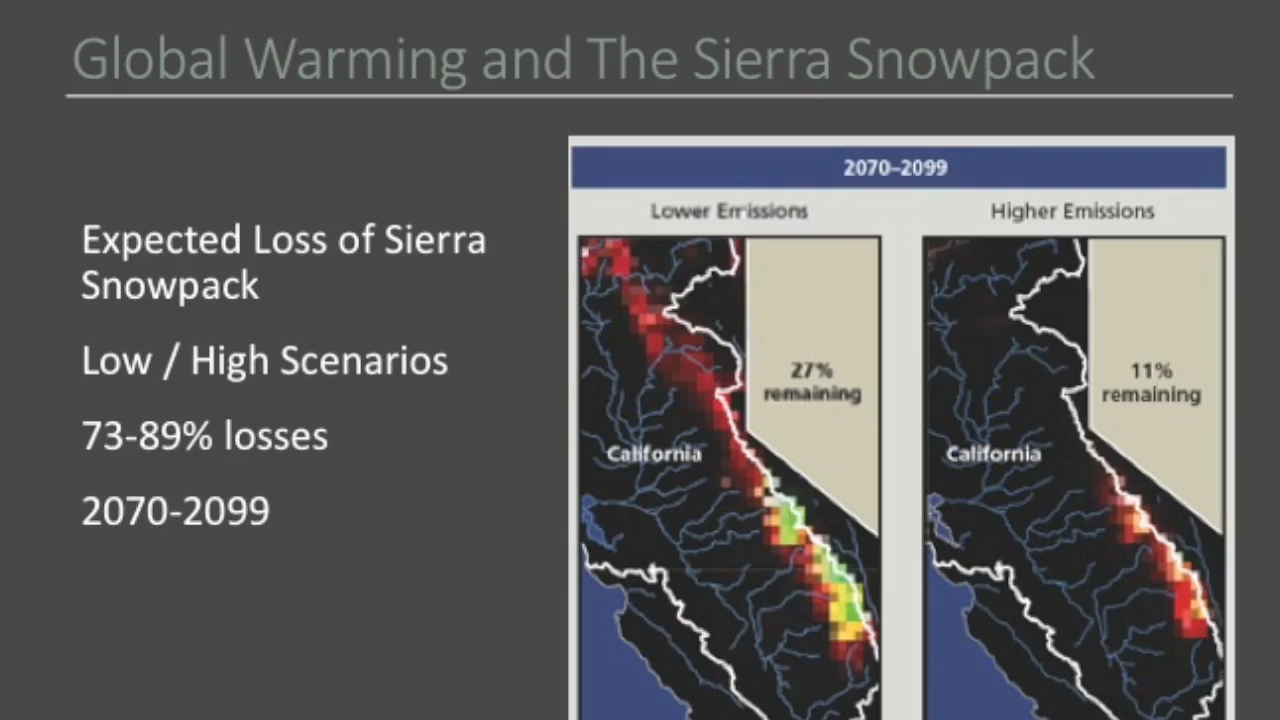 Global Warming and The Sierra Snowpack
Expected Loss of Sierra
Snowpack
Low / High Scenarios
73-89% losses
2070-2099
2070–2099
Lower Emissions
Higher Emissions
27%
remaining
California
11%
remaining
California